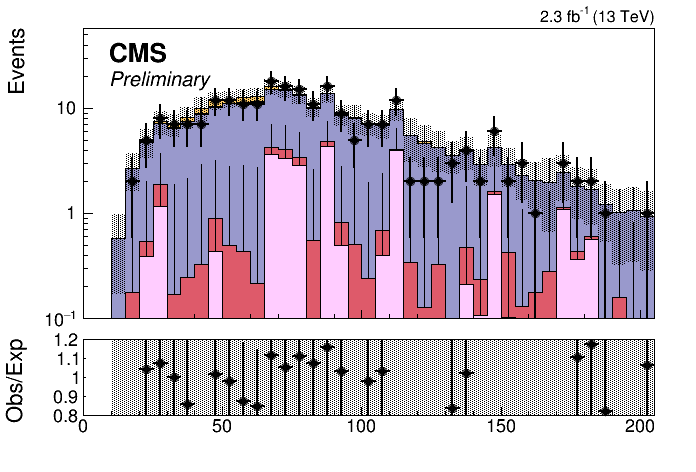 2.3 fb⁻¹ (13 TeV)
Events
CMS
Preliminary
10
1
10⁻¹
Obs/Exp
1.2
1.1
1
0.9
0.8
0 50 100 150 200